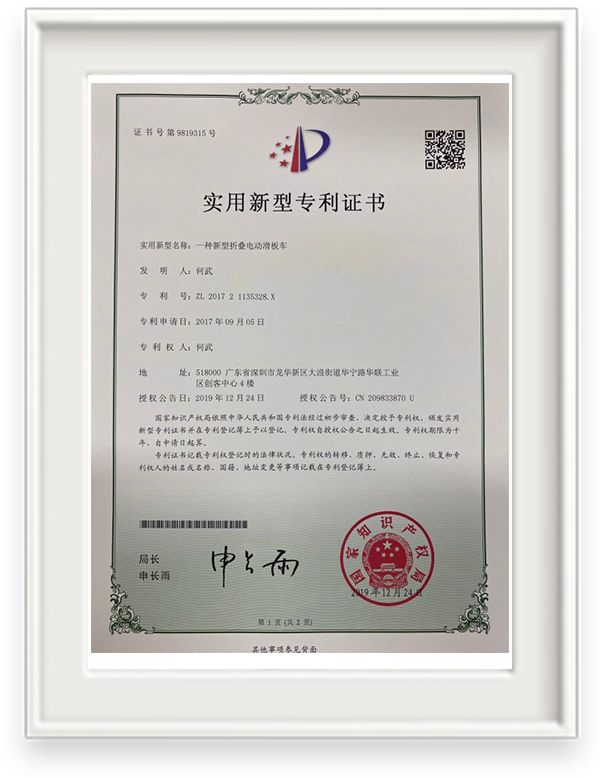 证书号第9819315号
实用新型专利证书
实用新型名称：一种新型折叠电动滑板车
发明人：何武
专利号：ZL 2017 2 1135328.X
专利申请日：2017年09月05日
专利权人：何武
地址：518000 广东省深圳市龙华新区大浪街道华宁路华联工业
区创客中心4楼
授权公告日：2019年12月24日 授权公告号：CN 209833870 U
国家知识产权局依照中华人民共和国专利法经过初步审查，决定授予专利权，颁发实用
新型专利证书并在专利登记簿上予以登记。专利权自授权公告之日起生效。专利权期限为十
年，自申请日起算。
专利证书记载专利权登记时的法律状况。专利权的转移、质押、无效、终止、恢复和专
利权人的姓名或名称、国籍、地址变更等事项记载在专利登记簿上。
局长
申长雨
申长雨
国家知识产权局
2019年12月24日
第1页(共2页)
其他事项参见背面